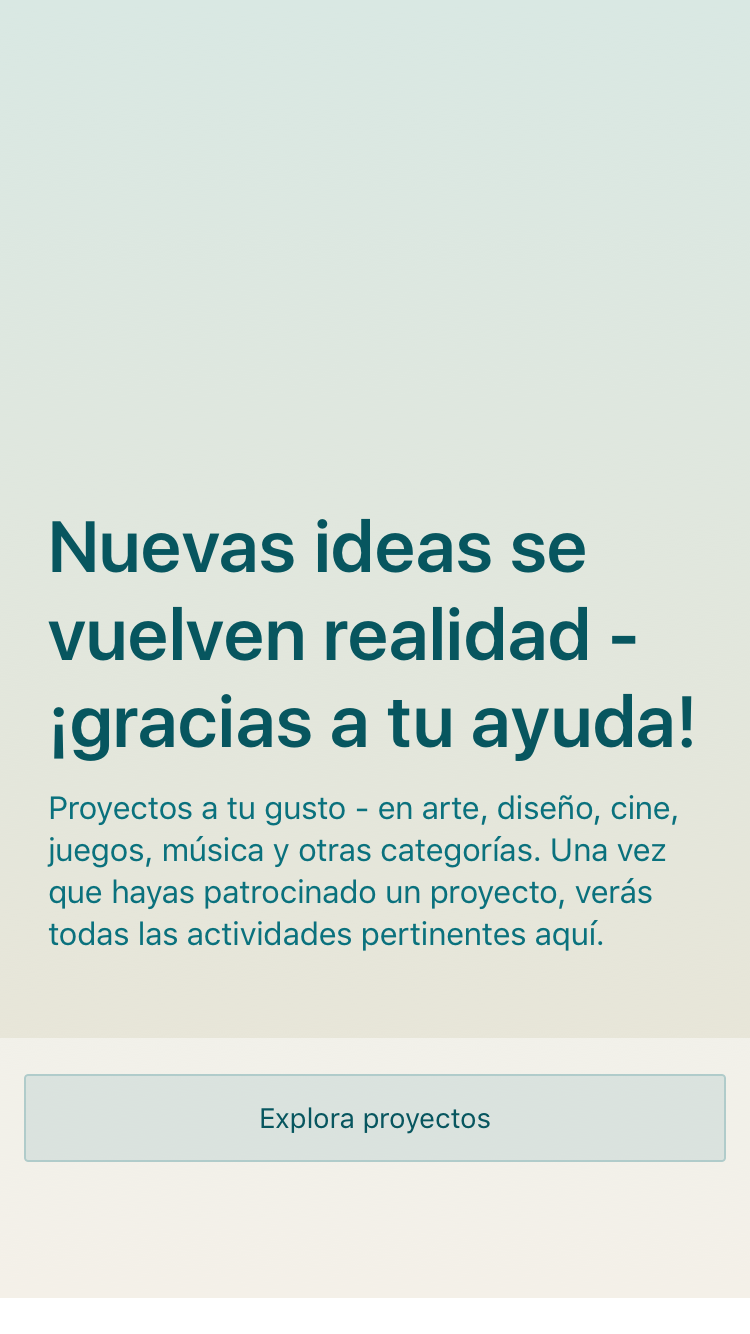 Nuevas ideas se
vuelven realidad -
¡gracias a tu ayuda!
Proyectos a tu gusto - en arte, diseño, cine,
juegos, música y otras categorías. Una vez
que hayas patrocinado un proyecto, verás
todas las actividades pertinentes aquí.
Explora proyectos